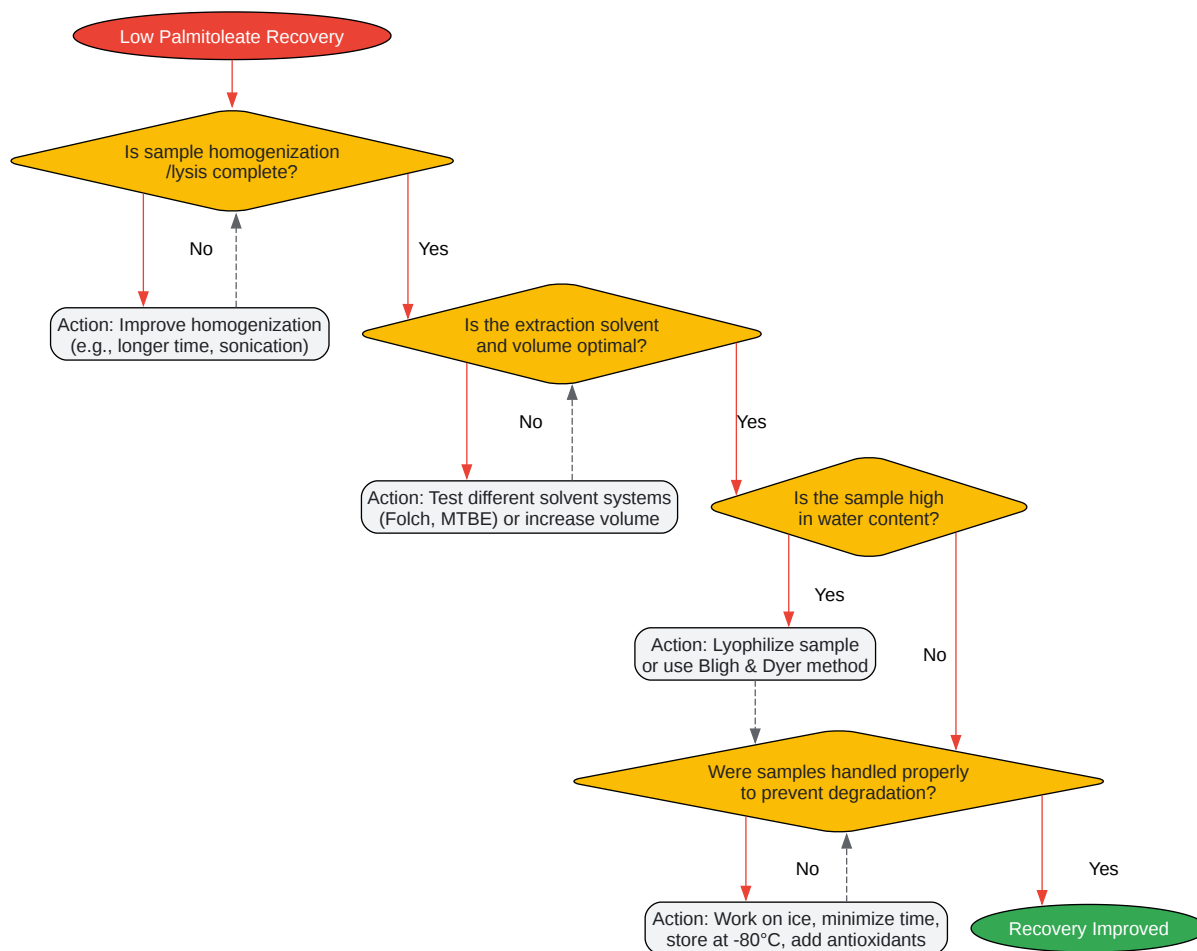 Low Palmitoleate Recovery
Is sample homogenization
/lysis complete?
No
Yes
Action: Improve homogenization
(e.g., longer time, sonication)
Is the extraction solvent
and volume optimal?
No
Yes
Action: Test different solvent systems
(Folch, MTBE) or increase volume
Is the sample high
in water content?
Yes
No
Action: Lyophilize sample
or use Bligh & Dyer method
Were samples handled properly
to prevent degradation?
No
Yes
Action: Work on ice, minimize time,
store at -80°C, add antioxidants
Recovery Improved